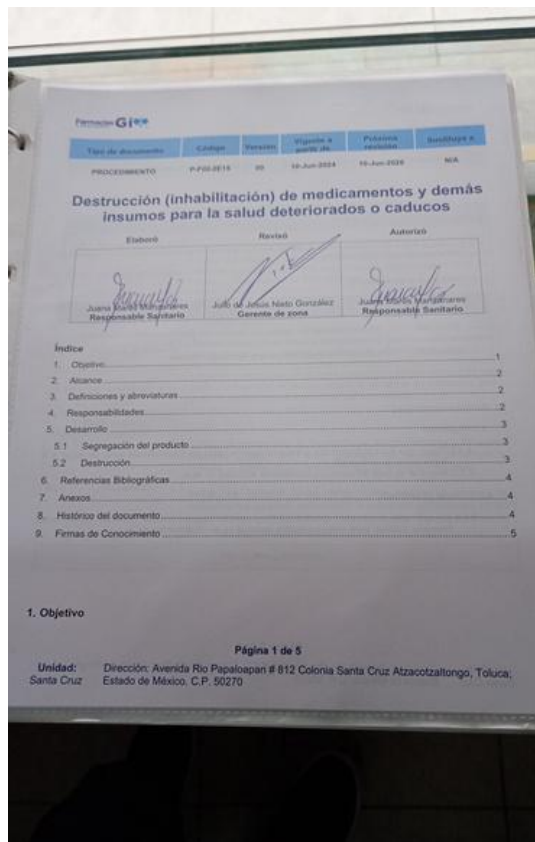 Farmacias Gi
Tipo de documento Código Versión Vigente a partir de Próxima revisión Sustituye a
PROCEDIMIENTO 00 10-Jun-2024 10-Jun-2026 N/A
Destrucción (inhabilitación) de medicamentos y demás
insumos para la salud deteriorados o caducos
Elaboró Revisó Autorizó
Juana Manjarrares Julio de Jesús Nieto González Juana Manjarrares
Responsable Sanitario Gerente de zona Responsable Sanitario
Índice
1. Objetivo 1
2. Alcance 2
3. Definiciones y abreviaturas 2
4. Responsabilidades 2
5. Desarrollo 3
5.1 Segregación del producto 3
5.2 Destrucción 3
6. Referencias Bibliográficas 4
7. Anexos 4
8. Histórico del documento 4
9. Firmas de Conocimiento 5
1. Objetivo
Página 1 de 5
Unidad: Dirección: Avenida Rio Papaloapan # 812 Colonia Santa Cruz Atzacotzaltongo, Toluca;
Santa Cruz Estado de México. C.P. 50270